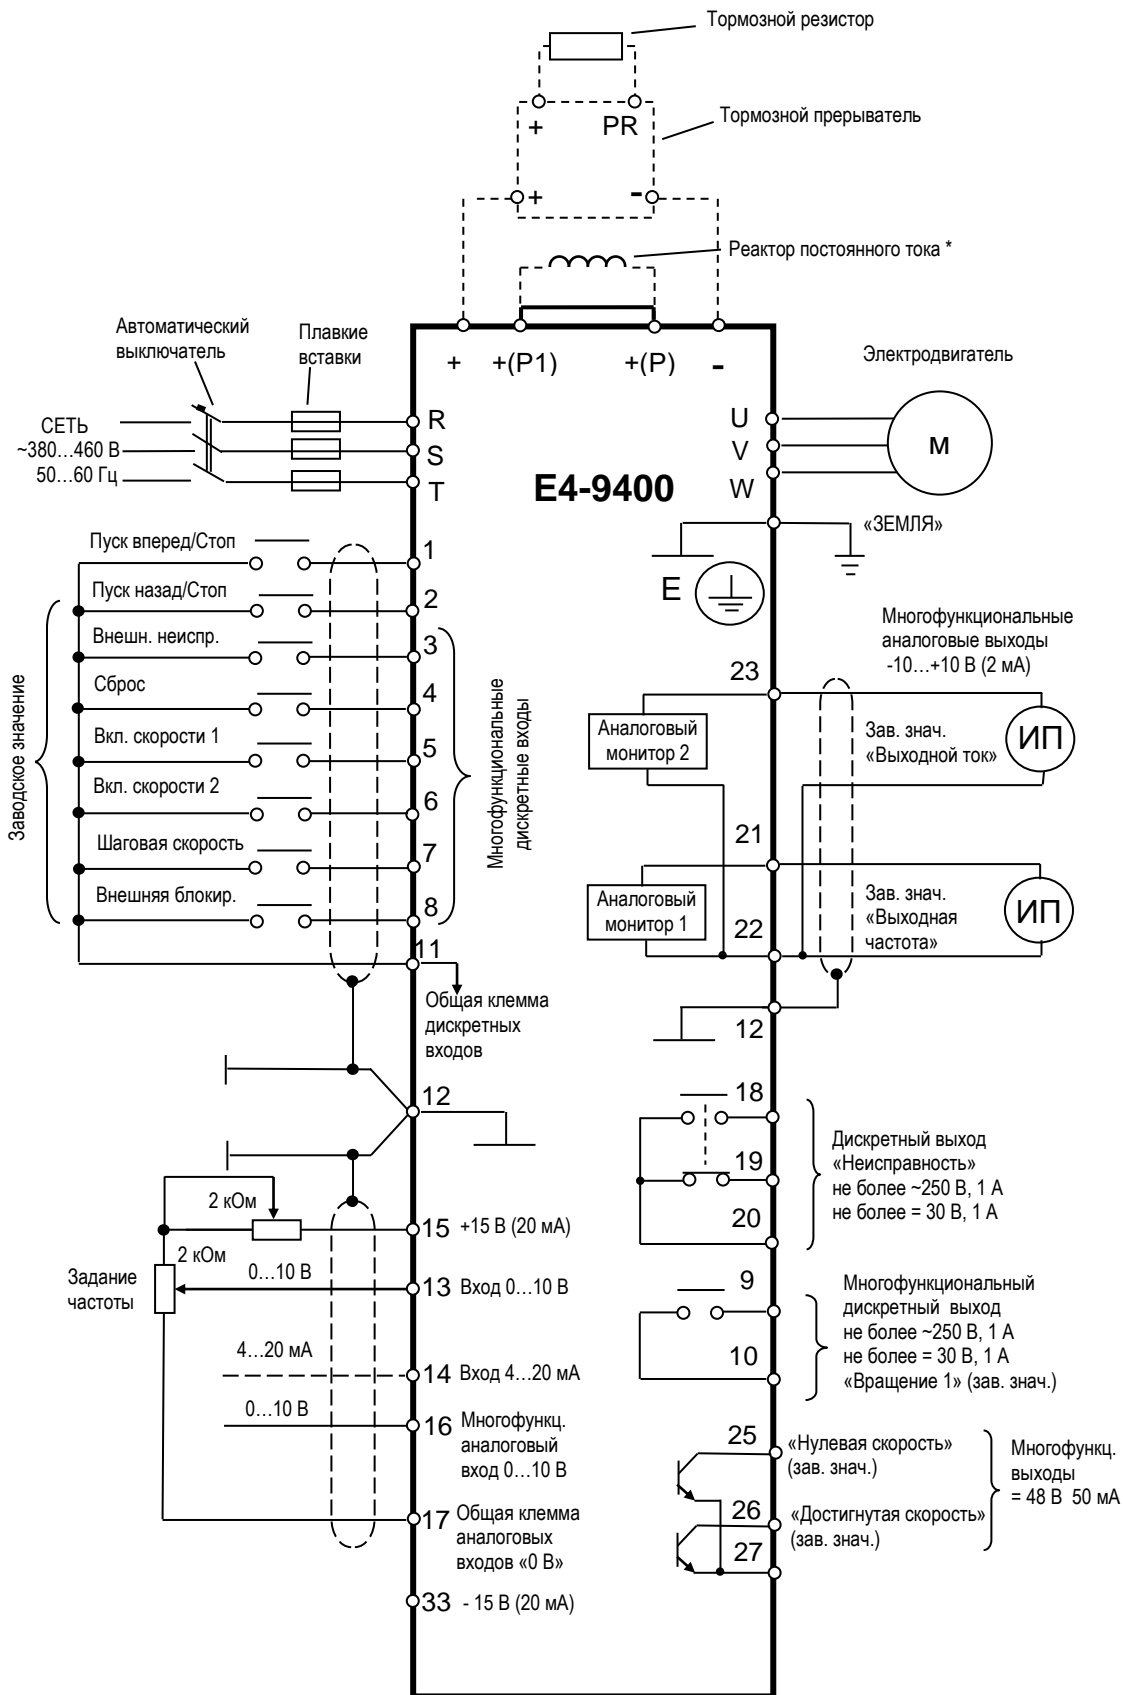 Тормозной резистор
+ PR
Тормозной прерыватель
+ -
Реактор постоянного тока *
Автоматический
выключатель
Плавкие
вставки
+ +(P1) +(P) -
Электродвигатель
СЕТЬ
~380…460 В
50…60 Гц
R
S
T
E4-9400
U
V
W
М
«ЗЕМЛЯ»
E
Заводское значение
Пуск вперед/Стоп
1
Пуск назад/Стоп
2
Внешн. неиспр.
3
Сброс
4
Вкл. скорости 1
5
Вкл. скорости 2
6
Шаговая скорость
7
Внешняя блокир.
8
Многофункциональные
дискретные входы
11
Общая клемма
дискретных
входов
12
Многофункциональные
аналоговые выходы
-10…+10 В (2 мА)
23
Аналоговый
монитор 2
Зав. знач.
«Выходной ток»
ИП
21
Аналоговый
монитор 1
22
Зав. знач.
«Выходная
частота»
ИП
12
18
19
20
Дискретный выход
«Неисправность»
не более ~250 В, 1 А
не более = 30 В, 1 А
2 кОм
15 +15 В (20 мА)
2 кОм
Задание
частоты
0…10 В
13 Вход 0…10 В
4…20 мА
14 Вход 4…20 мА
0…10 В
16 Многофункц.
аналоговый
вход 0…10 В
17 Общая клемма
аналоговых
входов «0 В»
33 - 15 В (20 мА)
9
10
Многофункциональный
дискретный выход
не более ~250 В, 1 А
не более = 30 В, 1 А
«Вращение 1» (зав. знач.)
25
«Нулевая скорость»
(зав. знач.)
26
«Достигнутая скорость»
(зав. знач.)
27
Многофункц.
выходы
= 48 В 50 мА